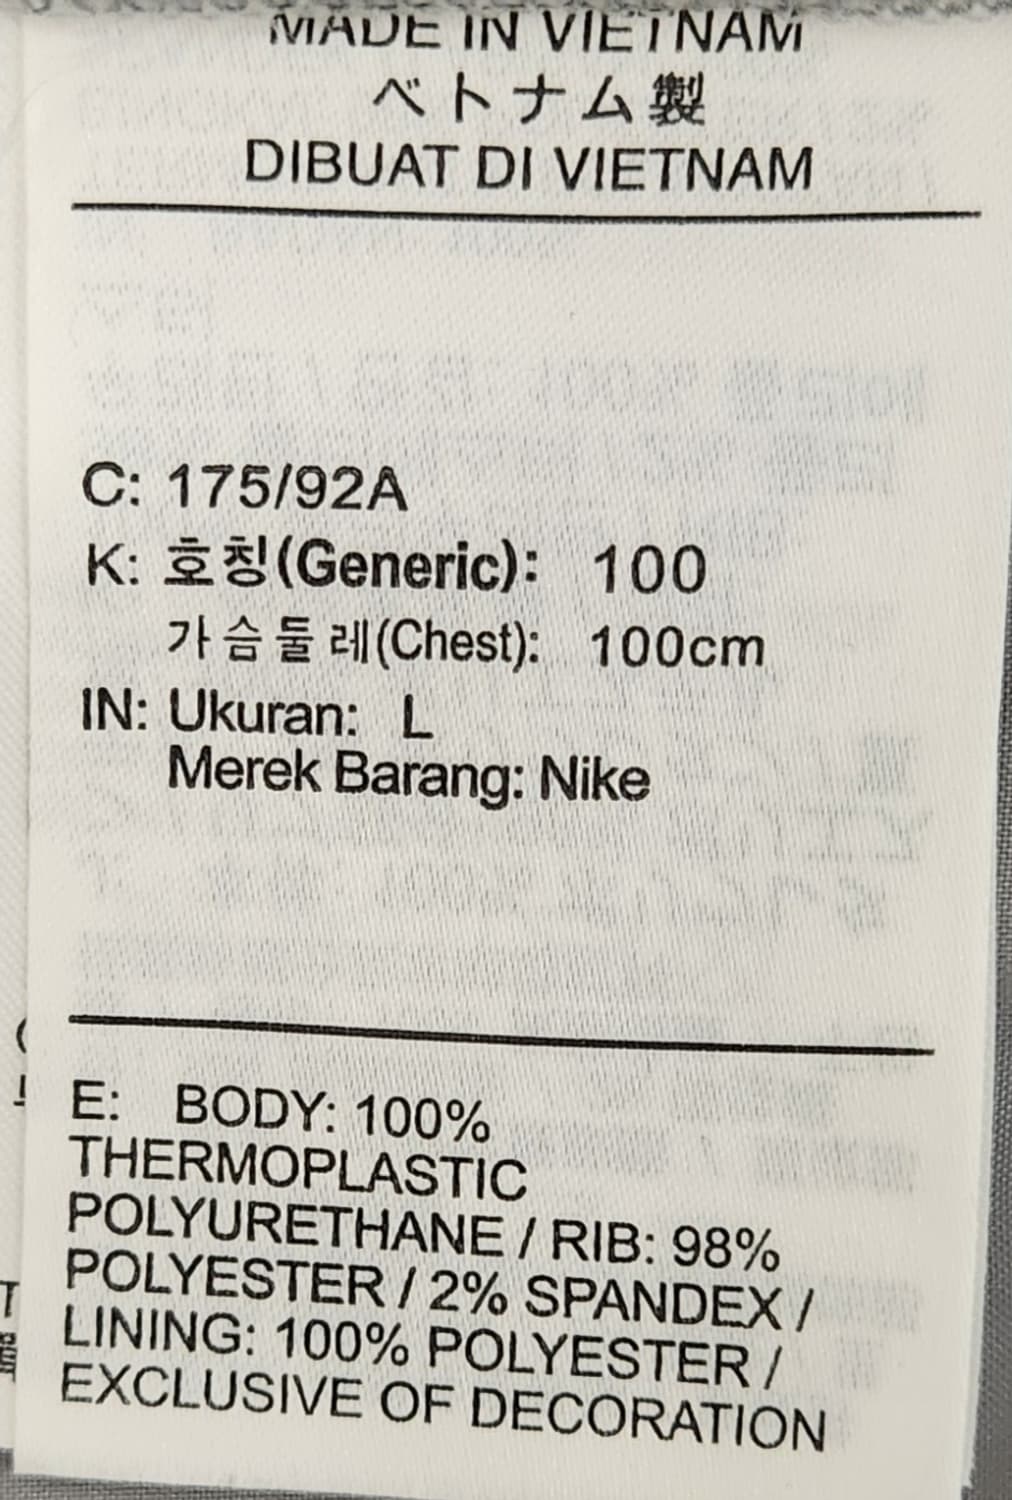 MADE IN VIETNAM
ベトナム製
DIBUAT DI VIETNAM
C: 175/92A
K: 호칭(Generic): 100
가슴둘레(Chest): 100cm
IN: Ukuran: L
Merek Barang: Nike
E: BODY: 100%
THERMOPLASTIC
POLYURETHANE / RIB: 98%
POLYESTER / 2% SPANDEX /
LINING: 100% POLYESTER /
EXCLUSIVE OF DECORATION